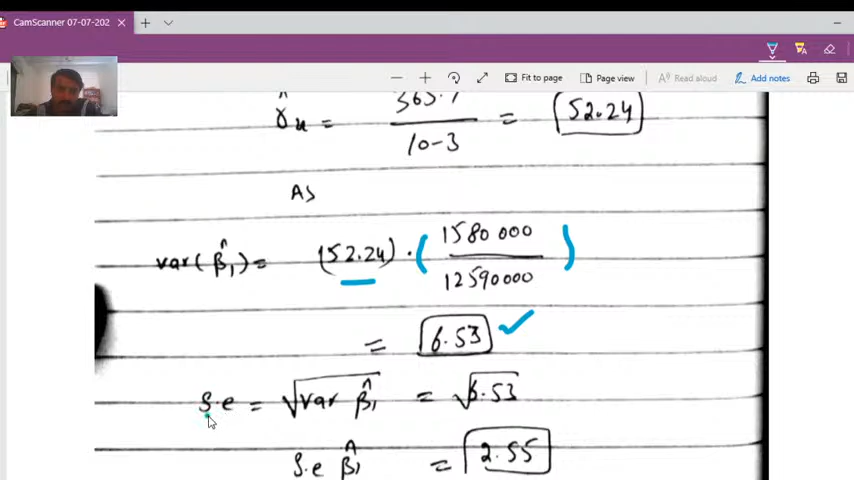 CamScanner 07-07-202
Fit to page
Page view
Read aloud
Add notes
γ̂u = 365.7 / 10-3 = 52.24
As
var(β̂1) = (52.24) · ( 1580000 / 12590000 )
= 6.53
S.e = √var β̂1 = √6.53
S.e β̂1 = 2.55